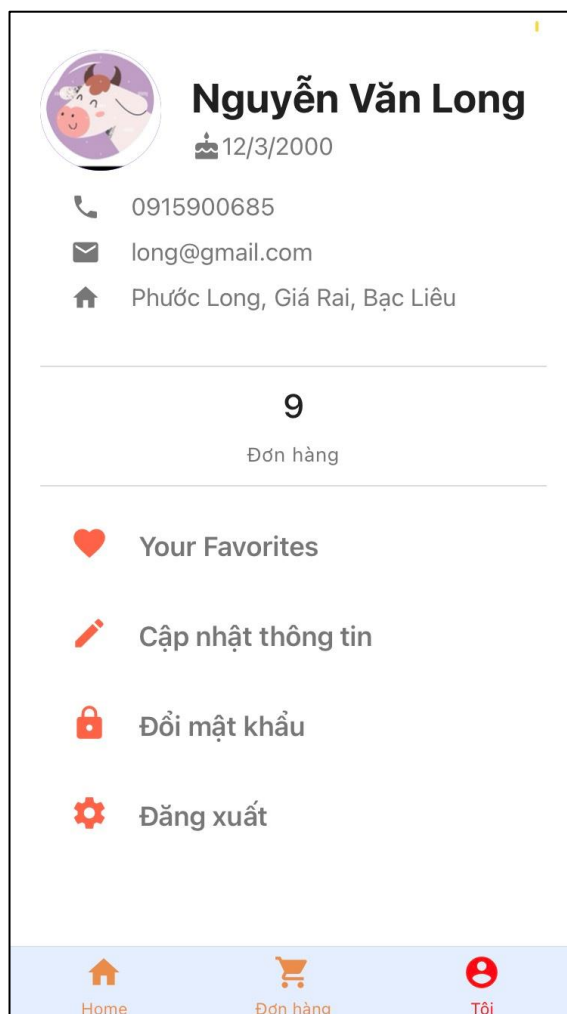 Nguyễn Văn Long
12/3/2000
0915900685
long@gmail.com
Phước Long, Giá Rai, Bạc Liêu
9
Đơn hàng
Your Favorites
Cập nhật thông tin
Đổi mật khẩu
Đăng xuất
Home Đơn hàng Tôi